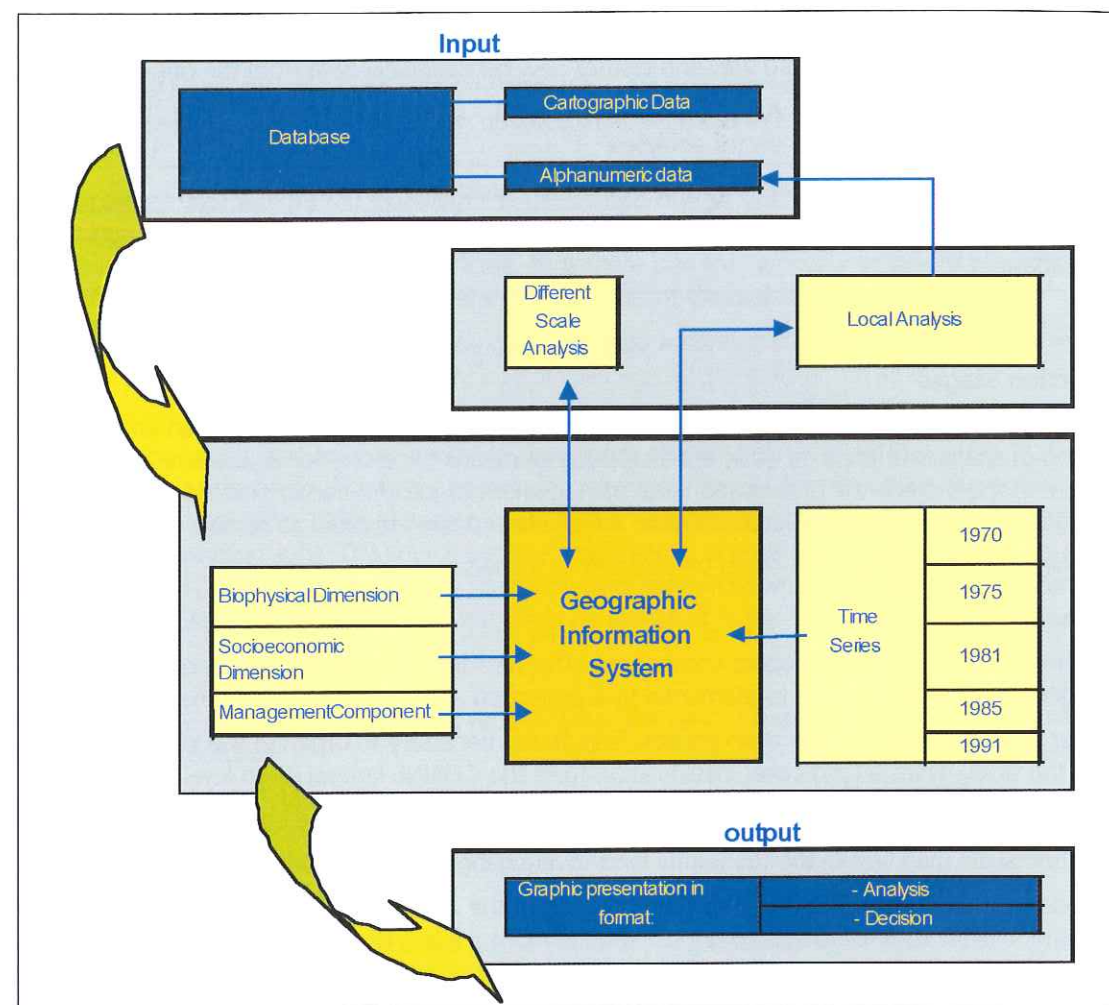 Input
Database
Cartographic Data
Alphanumeric data
Different
Scale
Analysis
Local Analysis
Biophysical Dimension
Socioeconomic
Dimension
ManagementComponent
Geographic
Information
System
Time
Series
1970
1975
1981
1985
1991
output
Graphic presentation in
format:
- Analysis
- Decision